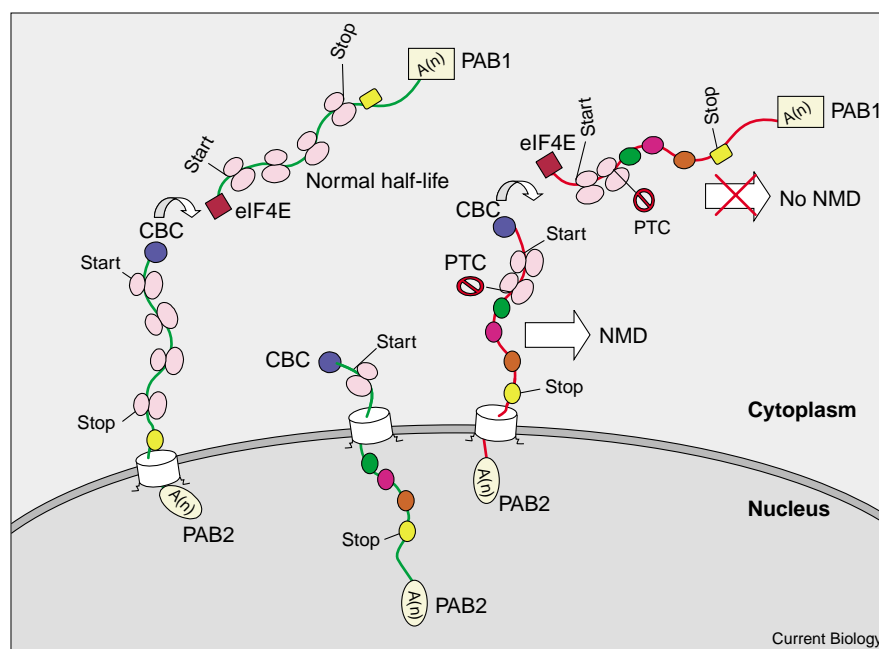 Stop
A(n)
PAB1
Start
Normal half-life
eIF4E
CBC
Start
Stop
A(n)
PAB2
CBC
Start
Stop
A(n)
PAB2
eIF4E
Start
Stop
A(n)
PAB1
PTC
No NMD
CBC
Start
PTC
NMD
Stop
A(n)
PAB2
Cytoplasm
Nucleus
Current Biology